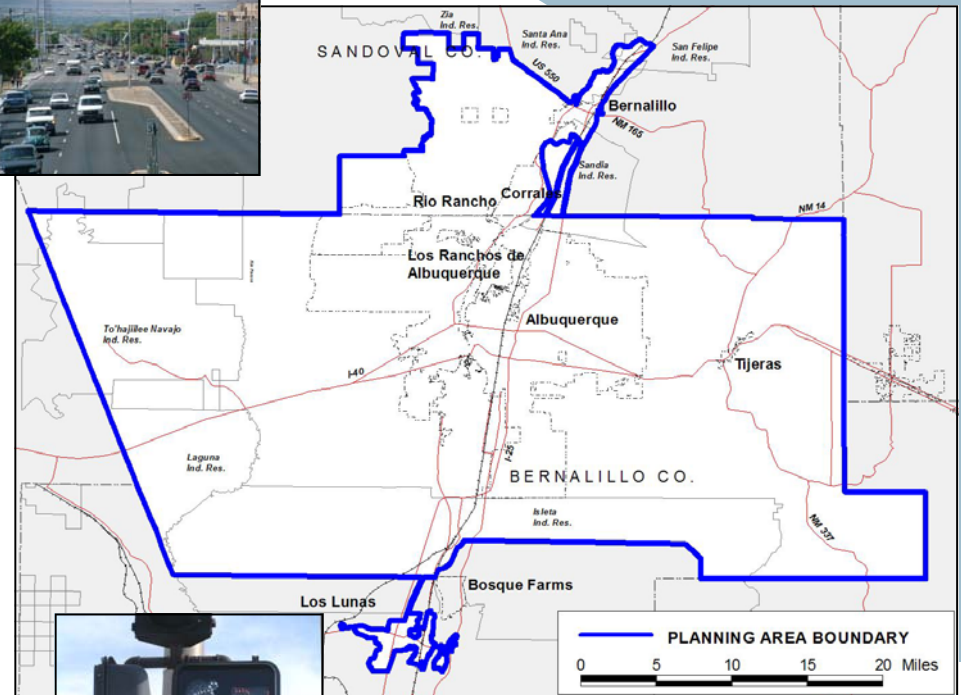 Zia
Ind. Res.
SANDOVAL CO.
Santa Ana
Ind. Res.
San Felipe
Ind. Res.
US 550
Bernalillo
NM 165
Sandia
Ind. Res.
Rio Rancho
Corrales
NM 14
Los Ranchos de
Albuquerque
Albuquerque
To'hajiilee Navajo
Ind. Res.
Tijeras
I-40
Laguna
Ind. Res.
I-25
BERNALILLO CO.
Isleta
Ind. Res.
NM 337
Bosque Farms
Los Lunas
PLANNING AREA BOUNDARY
0 5 10 15 20 Miles